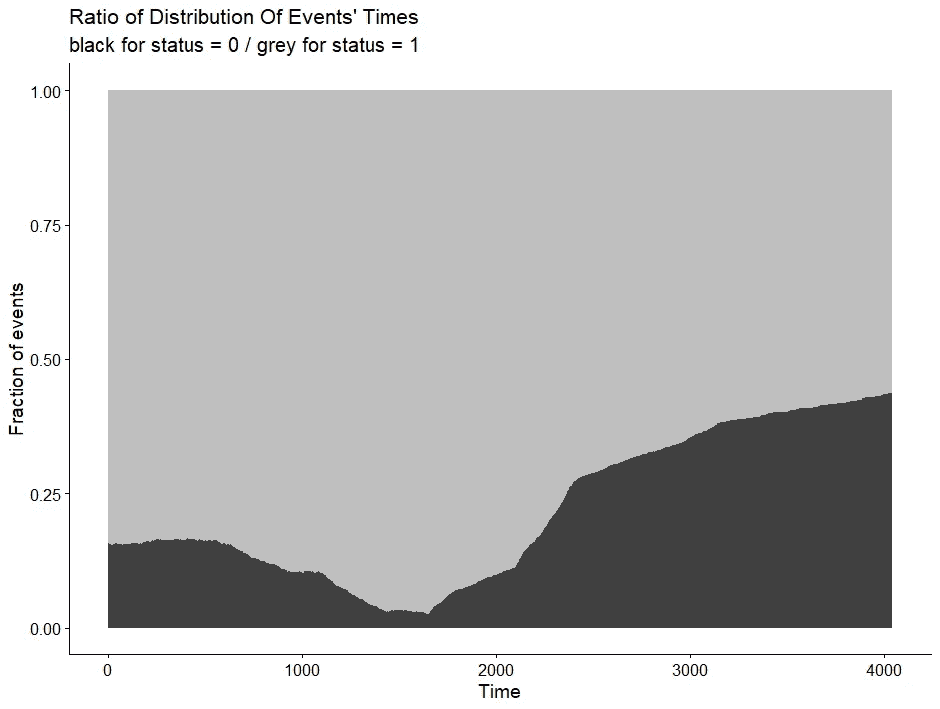 Ratio of Distribution Of Events' Times
black for status = 0 / grey for status = 1
Fraction of events
1.00
0.75
0.50
0.25
0.00
0 1000 2000 3000 4000
Time